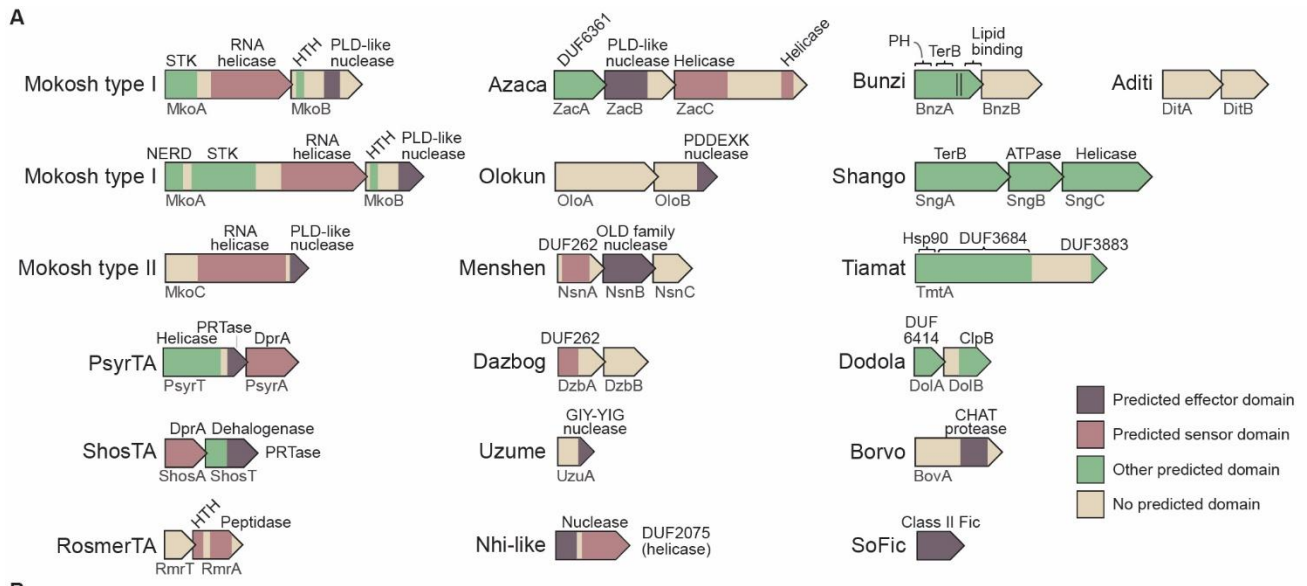 A
STK
RNA
helicase
HTH
PLD-like
nuclease
Mokosh type I
MkoA
MkoB
NERD
STK
RNA
helicase
HTH
PLD-like
nuclease
Mokosh type I
MkoA
MkoB
RNA
helicase
PLD-like
nuclease
Mokosh type II
MkoC
Helicase
PRTase
DprA
PsyrTA
PsyrT
PsyrA
DprA
Dehalogenase
PRTase
ShosTA
ShosA
ShosT
HTH
Peptidase
RosmerTA
RmrT
RmrA
DUF6361
PLD-like
nuclease
Helicase
Helicase
Azaca
ZacA
ZacB
ZacC
PDDEXK
nuclease
Olokun
OloA
OloB
DUF262
OLD family
nuclease
Menshen
NsnA
NsnB
NsnC
DUF262
Dazbog
DzbA
DzbB
GIY-YIG
nuclease
Uzume
UzuA
Nuclease
DUF2075
(helicase)
Nhi-like
PH
TerB
Lipid
binding
Bunzi
BnzA
BnzB
Aditi
DitA
DitB
TerB
ATPase
Helicase
Shango
SngA
SngB
SngC
Hsp90
DUF3684
DUF3883
Tiamat
TmtA
DUF
6414
ClpB
Dodola
DolA
DolB
CHAT
protease
Borvo
BovA
Class II Fic
SoFic
Predicted effector domain
Predicted sensor domain
Other predicted domain
No predicted domain